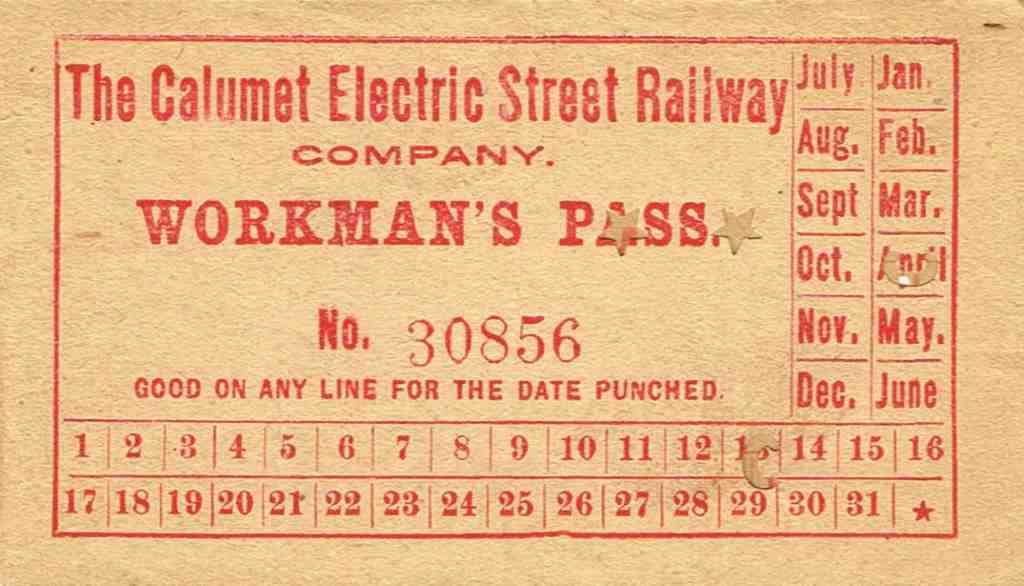 The Calumet Electric Street Railway
COMPANY.
WORKMAN'S PASS.
No. 30856
GOOD ON ANY LINE FOR THE DATE PUNCHED.
July Jan.
Aug. Feb.
Sept Mar.
Oct. April
Nov. May.
Dec. June
1 2 3 4 5 6 7 8 9 10 11 12 13 14 15 16
17 18 19 20 21 22 23 24 25 26 27 28 29 30 31 ★